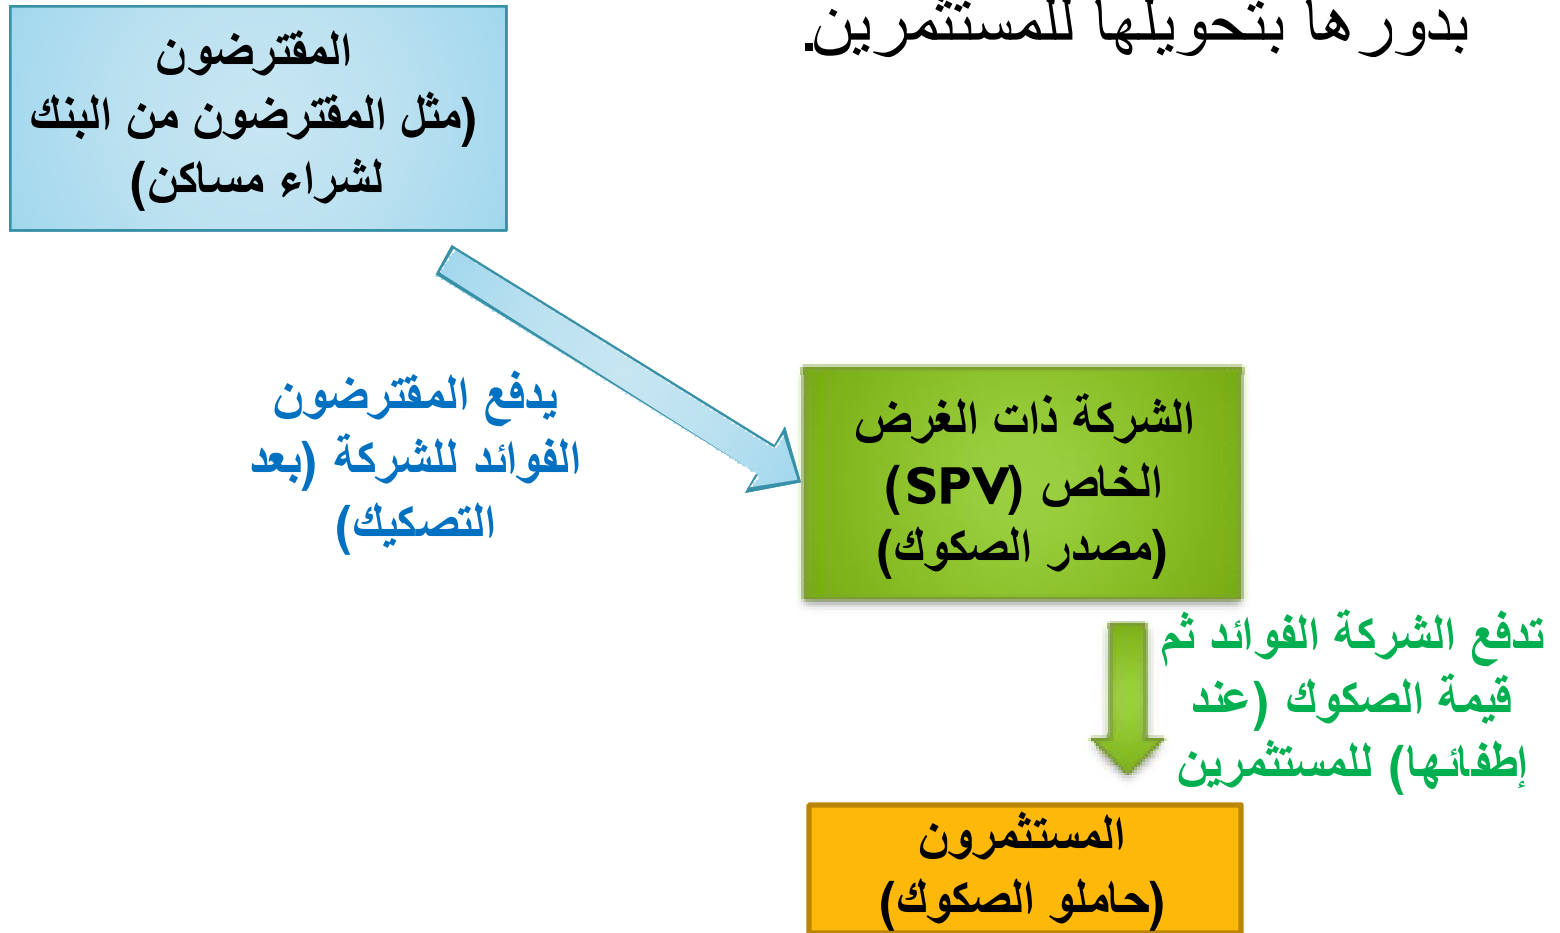 بدورها بتحويلها للمستثمرين.
المقترضون
(مثل المقترضون من البنك
لشراء مساكن)
يدفع المقترضون
الفوائد للشركة (بعد
التصكيك)
الشركة ذات الغرض
الخاص (SPV)
(مصدر الصكوك)
تدفع الشركة الفوائد ثم
قيمة الصكوك (عند
إطفائها) للمستثمرين
المستثمرون
(حاملو الصكوك)